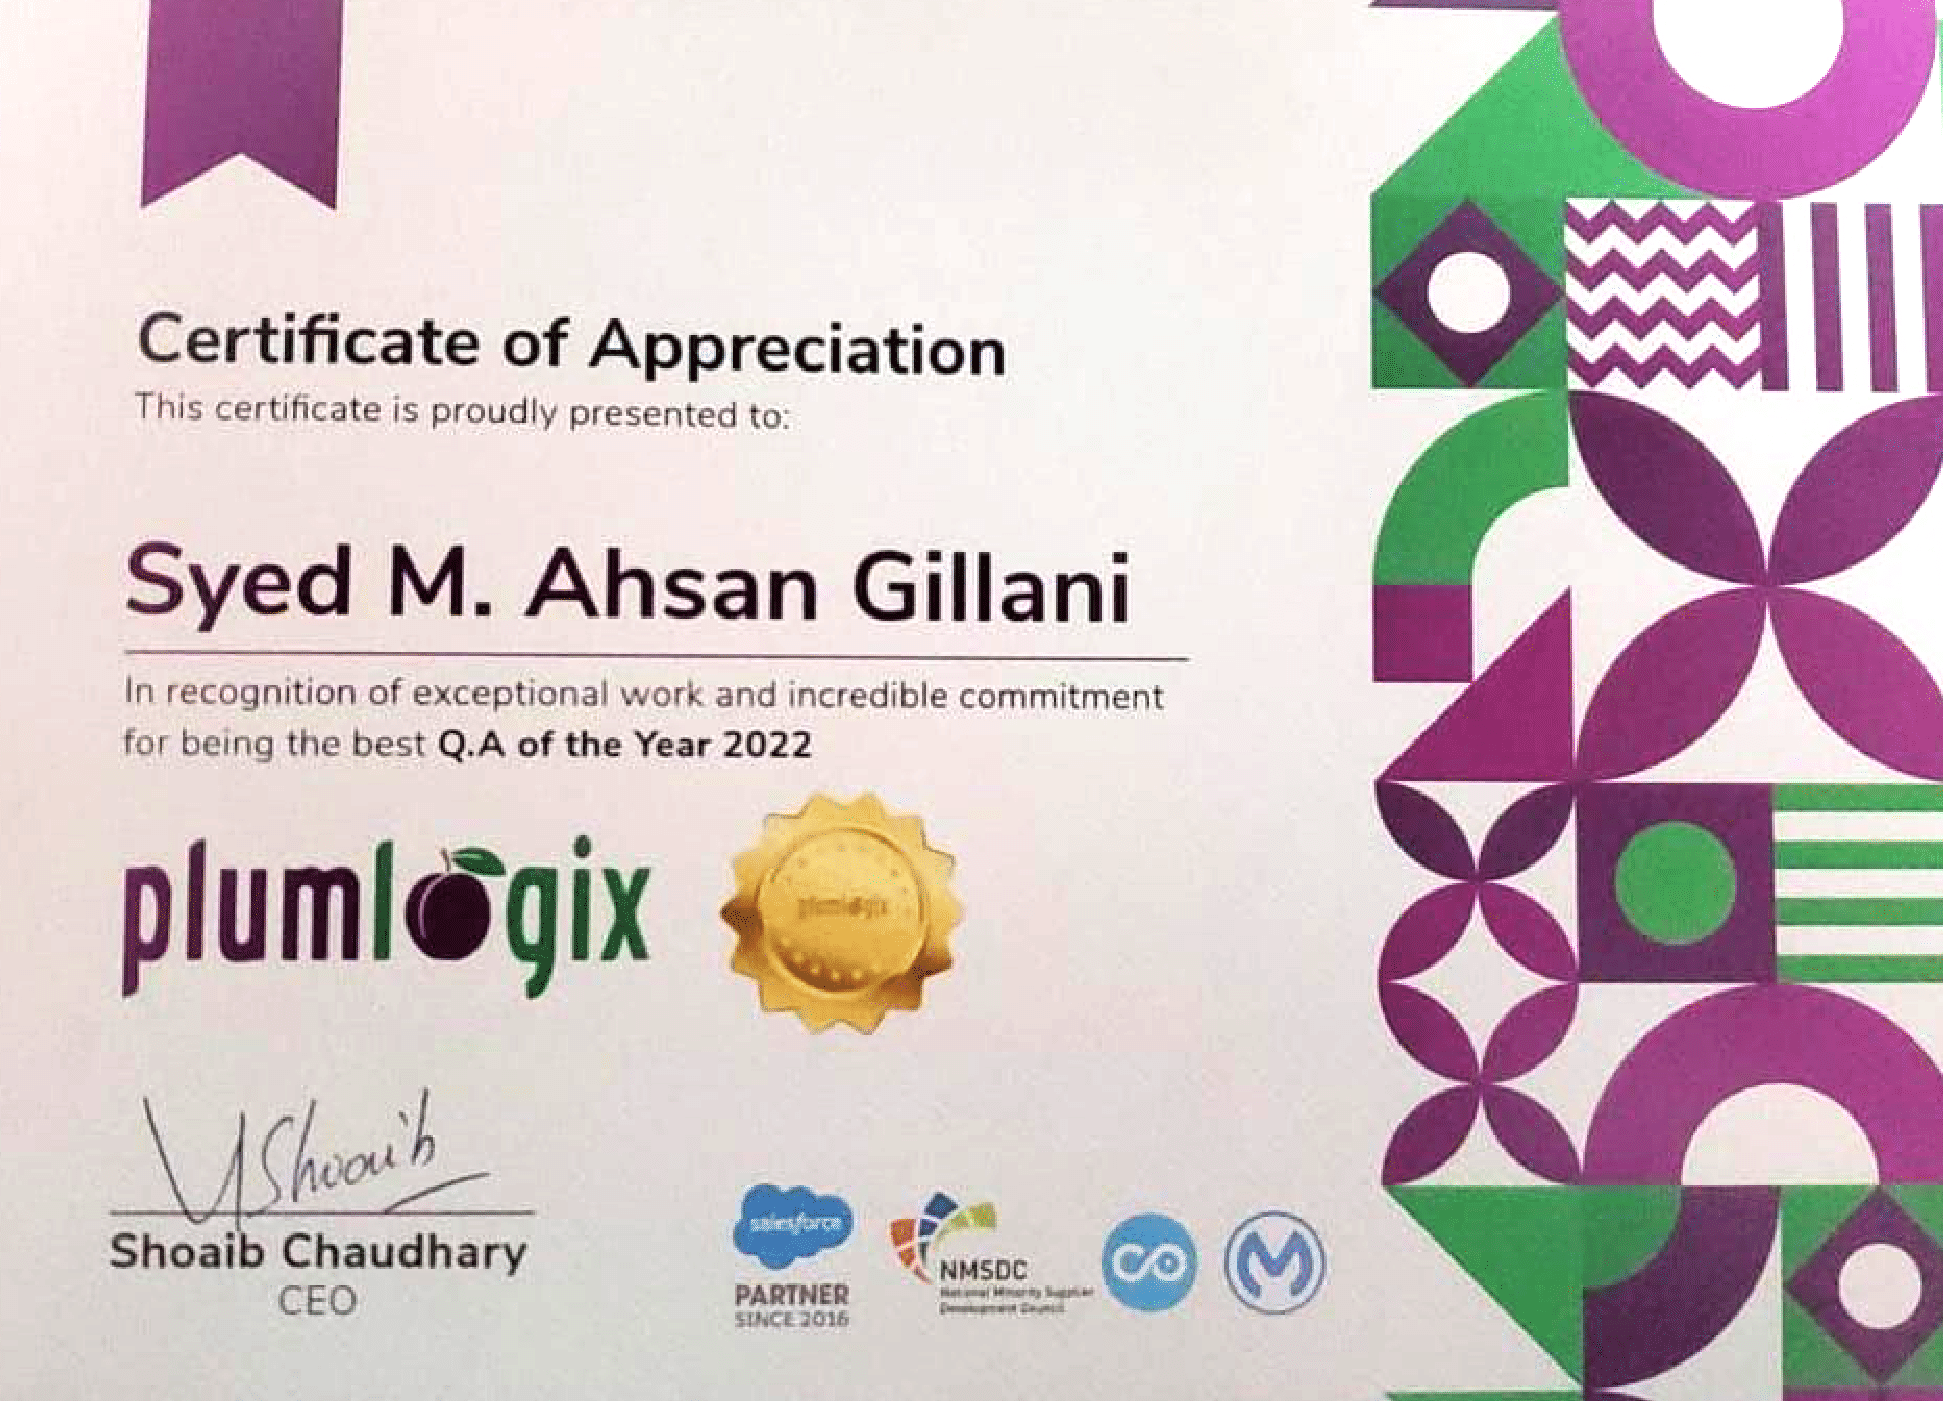 Certificate of Appreciation
This certificate is proudly presented to:
Syed M. Ahsan Gillani
In recognition of exceptional work and incredible commitment
for being the best Q.A of the Year 2022
plumlogix
plumlogix
Shoaib
Shoaib Chaudhary
CEO
salesforce
PARTNER
SINCE 2016
NMSDC
National Minority Supplier
Development Council